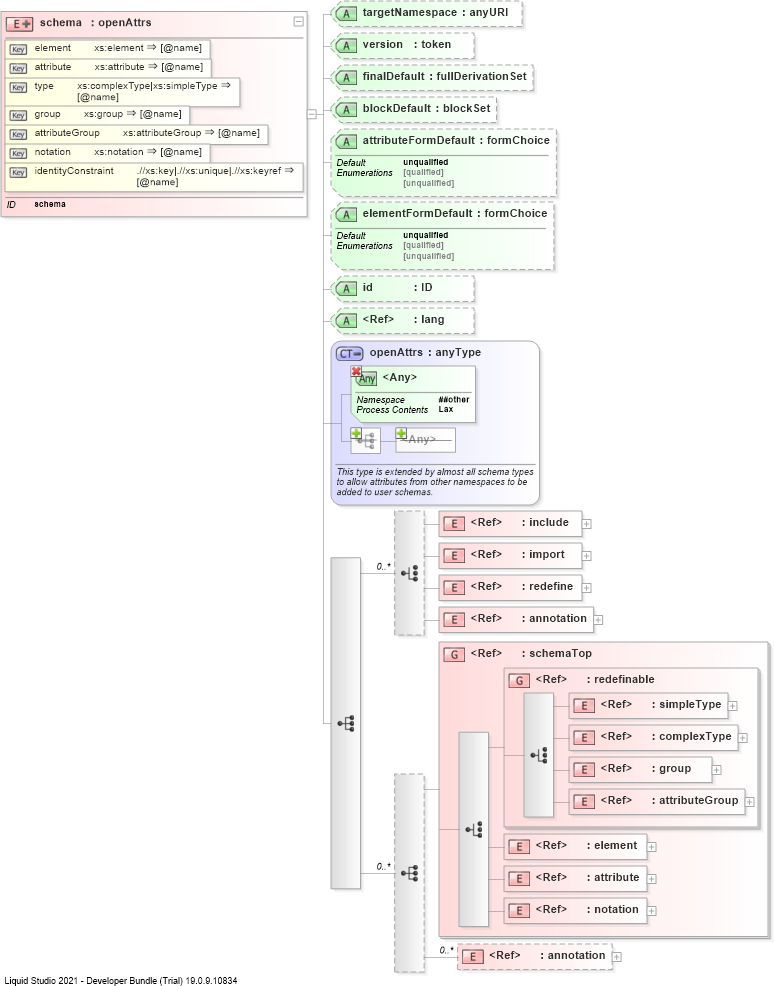 E schema : openAttrs
Key element xs:element ⇒ [@name]
Key attribute xs:attribute ⇒ [@name]
Key type xs:complexType|xs:simpleType ⇒
[@name]
Key group xs:group ⇒ [@name]
Key attributeGroup xs:attributeGroup ⇒ [@name]
Key notation xs:notation ⇒ [@name]
Key identityConstraint .//xs:key|.//xs:unique|.//xs:keyref ⇒
[@name]
ID schema
A targetNamespace : anyURI
A version : token
A finalDefault : fullDerivationSet
A blockDefault : blockSet
A attributeFormDefault : formChoice
Default unqualified
Enumerations [qualified]
[unqualified]
A elementFormDefault : formChoice
Default unqualified
Enumerations [qualified]
[unqualified]
A id : ID
A <Ref> : lang
CT openAttrs : anyType
Any <Any>
Namespace ##other
Process Contents Lax
<Any>
This type is extended by almost all schema types
to allow attributes from other namespaces to be
added to user schemas.
E <Ref> : include
E <Ref> : import
0..*
E <Ref> : redefine
E <Ref> : annotation
G <Ref> : schemaTop
G <Ref> : redefinable
E <Ref> : simpleType
E <Ref> : complexType
E <Ref> : group
E <Ref> : attributeGroup
E <Ref> : element
0..*
E <Ref> : attribute
E <Ref> : notation
0..*
E <Ref> : annotation
Liquid Studio 2021 - Developer Bundle (Trial) 19.0.9.10834